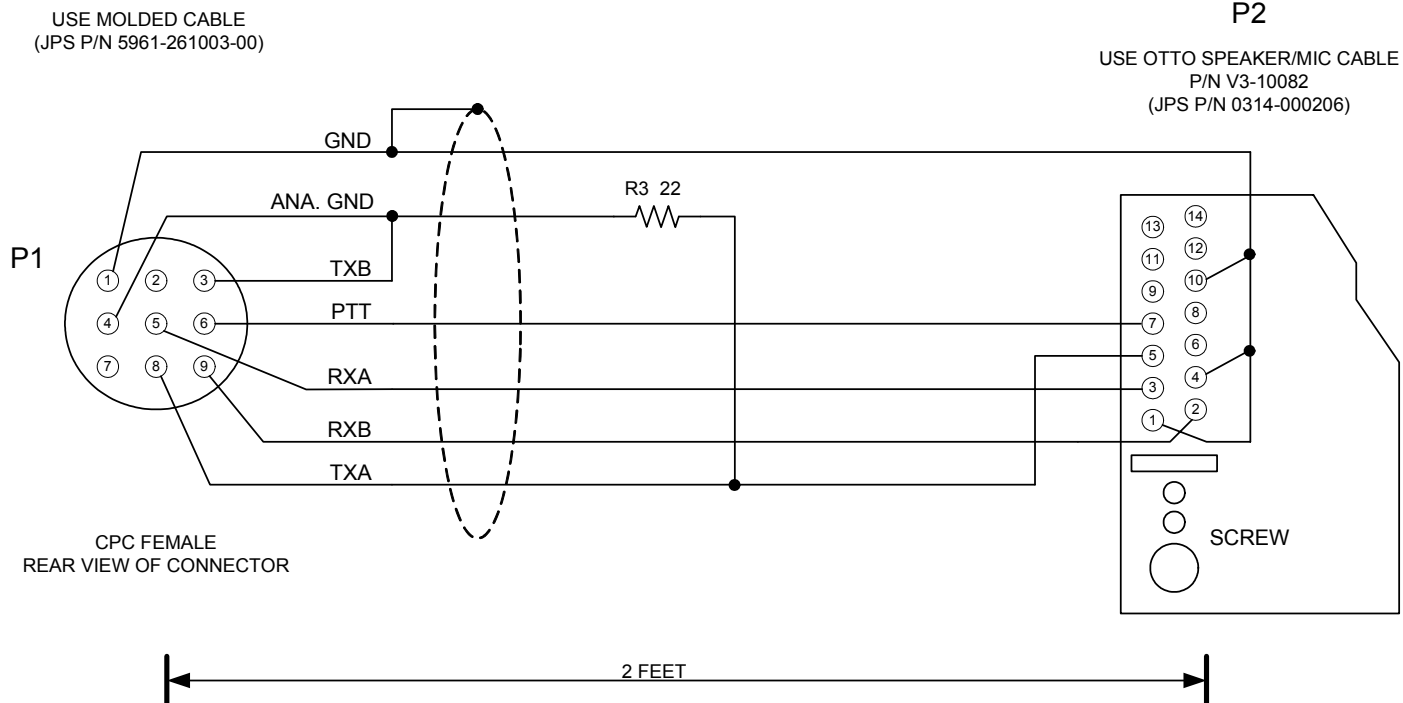 USE MOLDED CABLE
(JPS P/N 5961-261003-00)
P2
USE OTTO SPEAKER/MIC CABLE
P/N V3-10082
(JPS P/N 0314-000206)
GND
ANA. GND
R3 22
P1
TXB
PTT
RXA
RXB
TXA
1 2 3
4 5 6
7 8 9
14
13
12
11
10
9
8
7
6
5
4
3
2
1
SCREW
CPC FEMALE
REAR VIEW OF CONNECTOR
2 FEET